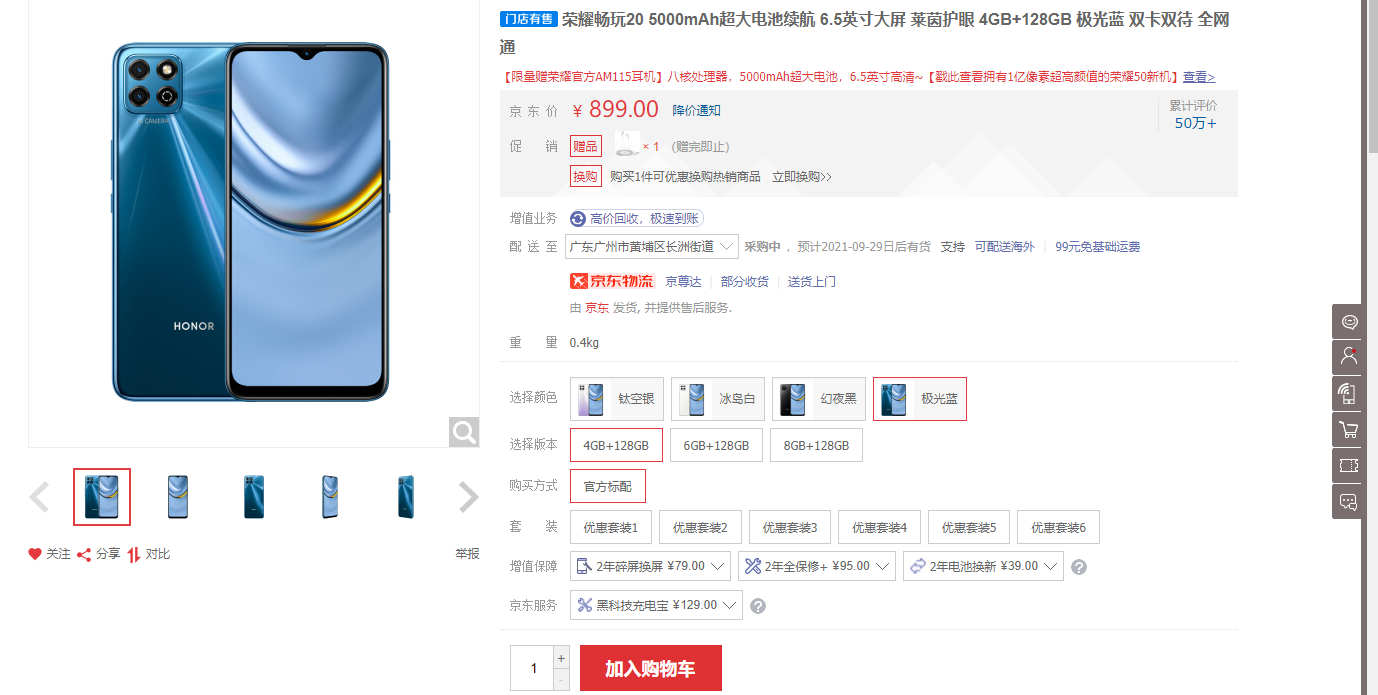 门店有售 荣耀畅玩20 5000mAh超大电池续航 6.5英寸大屏 莱茵护眼 4GB+128GB 极光蓝 双卡双待 全网
通
【限量赠荣耀官方AM115耳机】八核处理器，5000mAh超大电池，6.5英寸高清~【戳此查看拥有1亿像素超高颜值的荣耀50新机】查看>
京东价 ￥899.00 降价通知
累计评价
50万+
促销 赠品 × 1 （赠完即止）
换购 购买1件可优惠换购热销商品 立即换购>>
增值业务 高价回收，极速到账
配送至 广东广州市黄埔区长洲街道 采购中 ，预计2021-09-29日后有货 支持 可配送海外 99元免基础运费
京东物流 京尊达 部分收货 送货上门
由 京东 发货, 并提供售后服务.
重量 0.4kg
选择颜色 钛空银 冰岛白 幻夜黑 极光蓝
选择版本 4GB+128GB 6GB+128GB 8GB+128GB
购买方式 官方标配
套装 优惠套装1 优惠套装2 优惠套装3 优惠套装4 优惠套装5 优惠套装6
增值保障 2年碎屏换屏 ¥79.00 2年全保修+ ¥95.00 2年电池换新 ¥39.00 ?
京东服务 黑科技充电宝 ¥129.00 ?
1 + -
加入购物车
AI CAMERA
HONOR
关注 分享 对比 举报